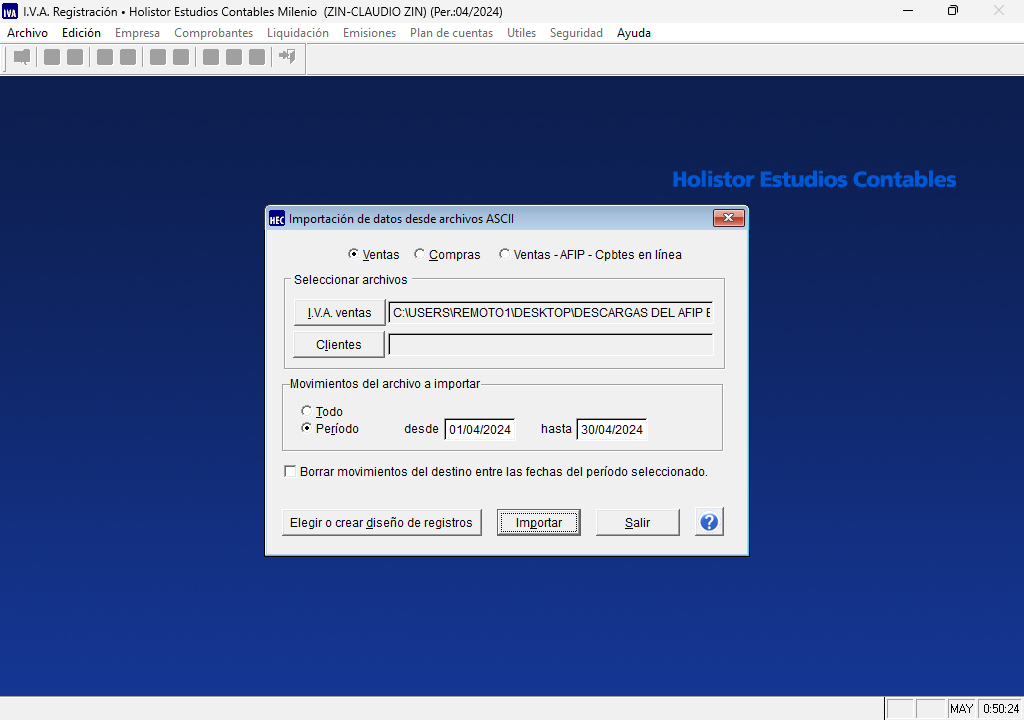 IVA I.V.A. Registración • Holistor Estudios Contables Milenio (ZIN-CLAUDIO ZIN) (Per.:04/2024)
Archivo Edición Empresa Comprobantes Liquidación Emisiones Plan de cuentas Utiles Seguridad Ayuda
Holistor Estudios Contables
HEC Importación de datos desde archivos ASCII
Ventas Compras Ventas - AFIP - Cpbtes en línea
Seleccionar archivos
I.V.A. ventas C:\USERS\REMOTO1\DESKTOP\DESCARGAS DEL AFIP E
Clientes
Movimientos del archivo a importar
Todo
Período desde 01/04/2024 hasta 30/04/2024
Borrar movimientos del destino entre las fechas del período seleccionado.
Elegir o crear diseño de registros Importar Salir ?
MAY 0:50:24